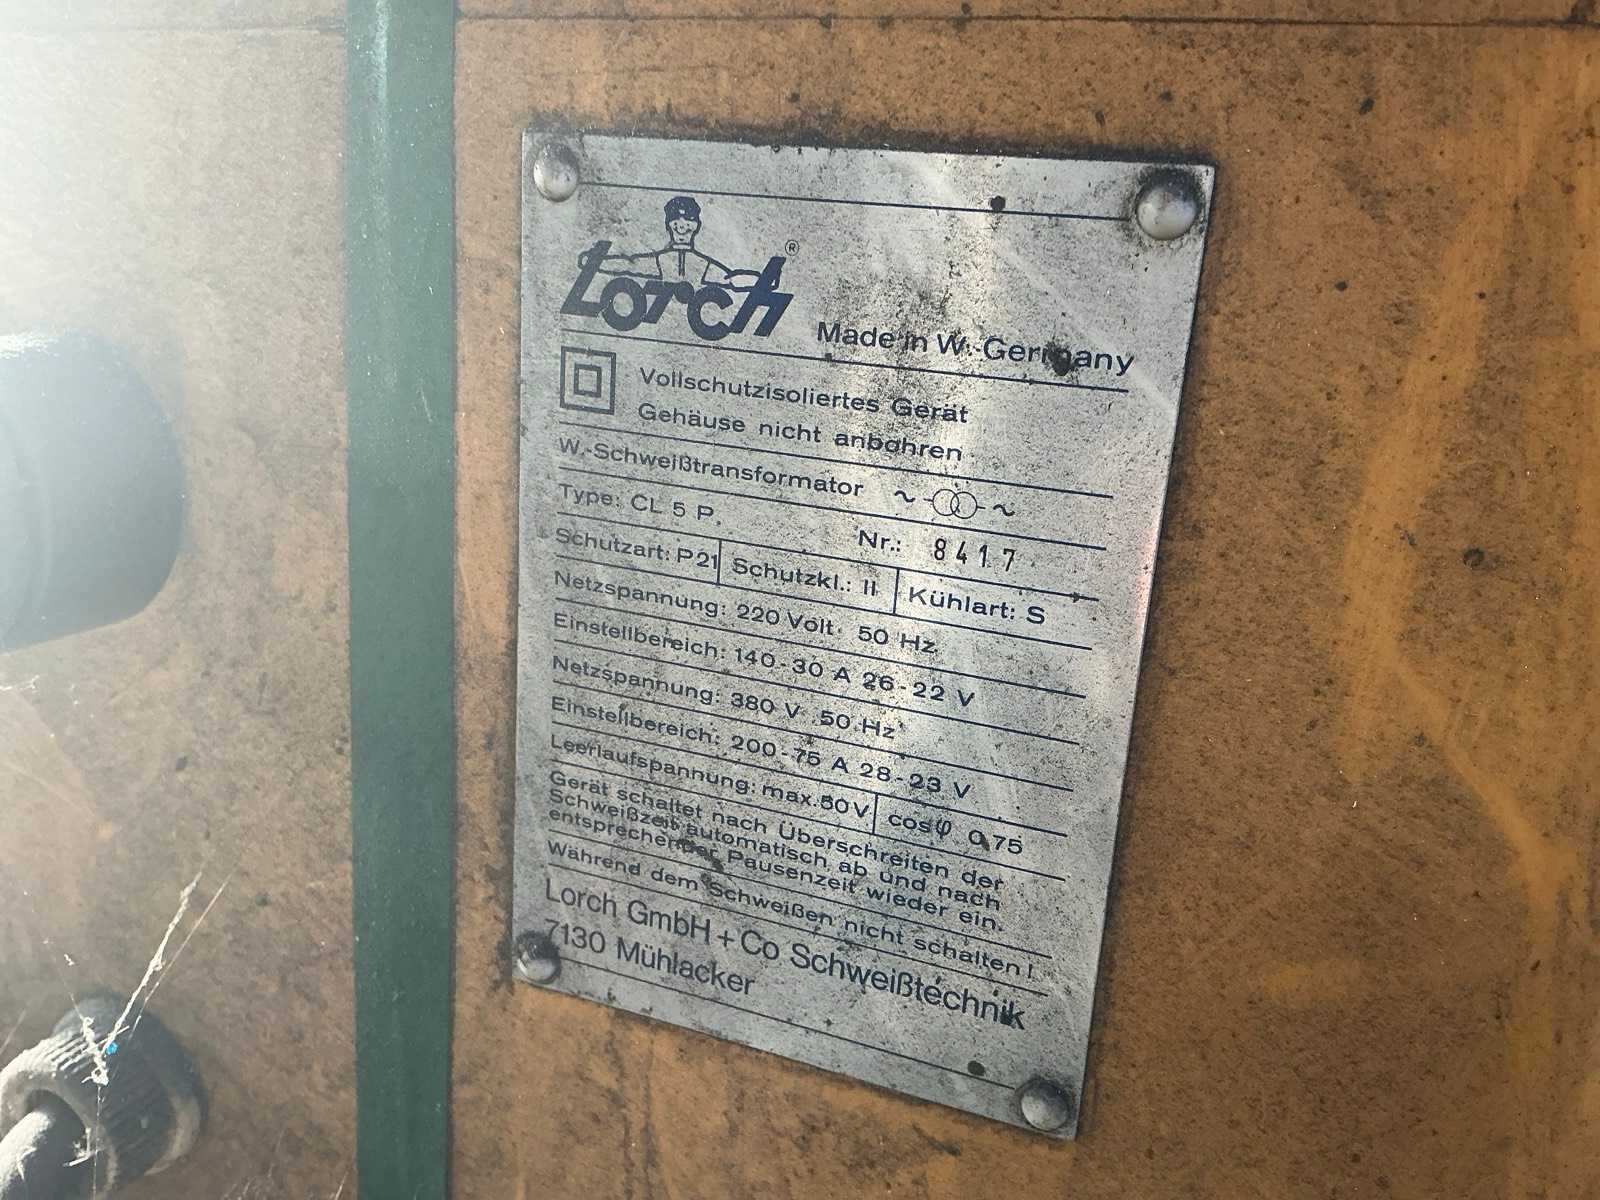 Lorch ®
Made in W.-Germany
Vollschutzisoliertes Gerät
Gehäuse nicht anbohren
W.-Schweißtransformator ~ ~
Type: CL 5 P. Nr.: 8417
Schutzart: P21 Schutzkl.: II Kühlart: S
Netzspannung: 220 Volt 50 Hz
Einstellbereich: 140-30 A 26-22 V
Netzspannung: 380 V 50 Hz
Einstellbereich: 200-75 A 28-23 V
Leerlaufspannung: max. 50 V cosφ 0,75
Gerät schaltet nach Überschreiten der
Schweißzeit automatisch ab und nach
entsprechender Pausenzeit wieder ein.
Während dem Schweißen nicht schalten!
Lorch GmbH + Co Schweißtechnik
7130 Mühlacker